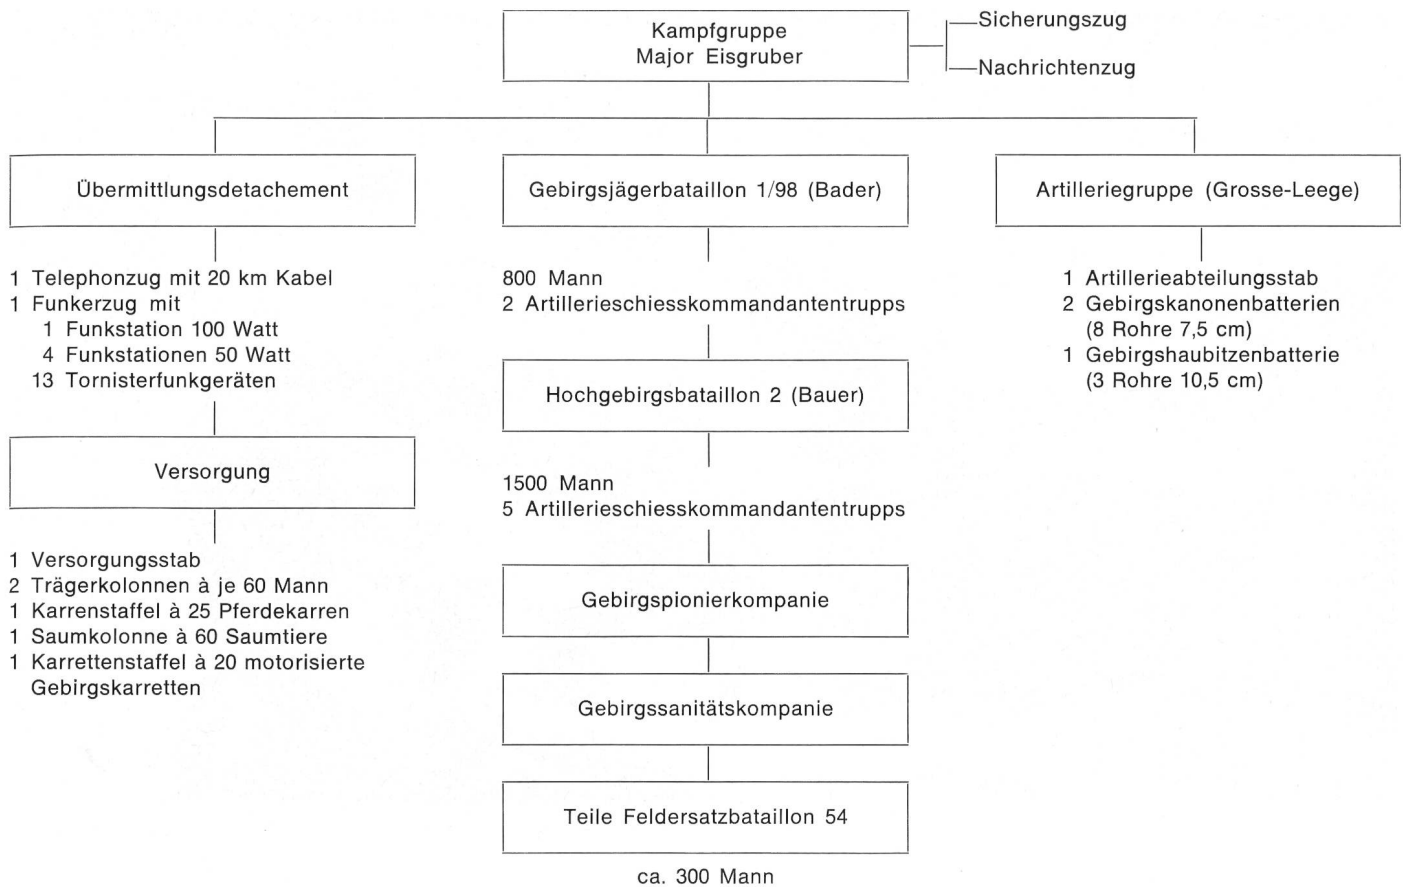 Kampfgruppe
Major Eisgruber
Sicherungszug
Nachrichtenzug
Übermittlungsdetachement
1 Telephonzug mit 20 km Kabel
1 Funkerzug mit
1 Funkstation 100 Watt
4 Funkstationen 50 Watt
13 Tornisterfunkgeräten
Versorgung
1 Versorgungsstab
2 Trägerkolonnen à je 60 Mann
1 Karrenstaffel à 25 Pferdekarren
1 Saumkolonne à 60 Saumtiere
1 Karrettenstaffel à 20 motorisierte
Gebirgskarretten
Gebirgsjägerbataillon 1/98 (Bader)
800 Mann
2 Artillerieschiesskommandantentrupps
Hochgebirgsbataillon 2 (Bauer)
1500 Mann
5 Artillerieschiesskommandantentrupps
Gebirgspionierkompanie
Gebirgssanitätskompanie
Teile Feldersatzbataillon 54
ca. 300 Mann
Artilleriegruppe (Grosse-Leege)
1 Artillerieabteilungsstab
2 Gebirgskanonenbatterien
(8 Rohre 7,5 cm)
1 Gebirgshaubitzenbatterie
(3 Rohre 10,5 cm)